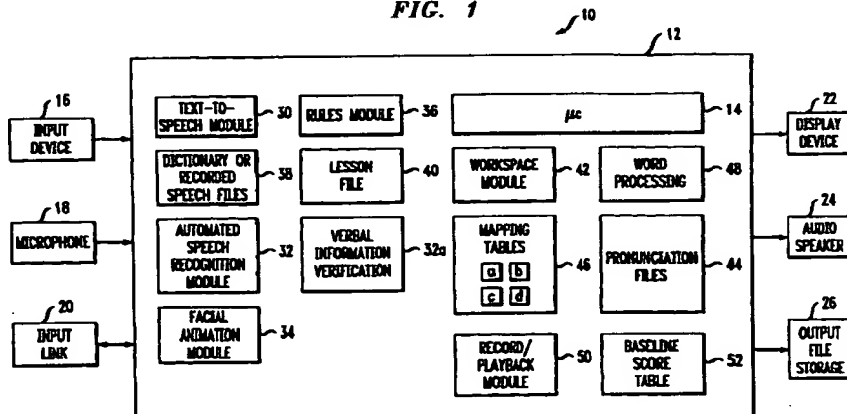 FIG. 1
10
12
16
INPUT
DEVICE
18
MICROPHONE
20
INPUT
LINK
TEXT-TO-
SPEECH MODULE
30
RULES MODULE
36
μc
14
DICTIONARY OR
RECORDED
SPEECH FILES
38
LESSON
FILE
40
WORKSPACE
MODULE
42
WORD
PROCESSING
48
AUTOMATED
SPEECH
RECOGNITION
MODULE
32
VERBAL
INFORMATION
VERIFICATION
32a
MAPPING
TABLES
a b
c d
46
PRONUNCIATION
FILES
44
FACIAL
ANIMATION
MODULE
34
RECORD/
PLAYBACK
MODULE
50
BASELINE
SCORE
TABLE
52
22
DISPLAY
DEVICE
24
AUDIO
SPEAKER
26
OUTPUT
FILE
STORAGE